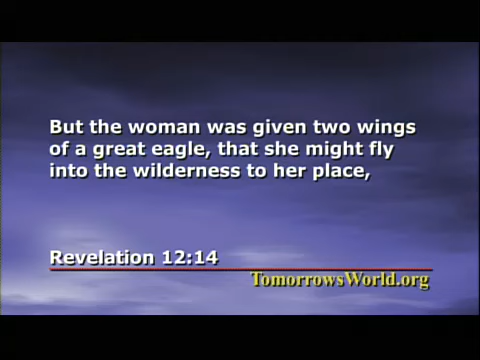 But the woman was given two wings
of a great eagle, that she might fly
into the wilderness to her place,
Revelation 12:14
TomorrowsWorld.org